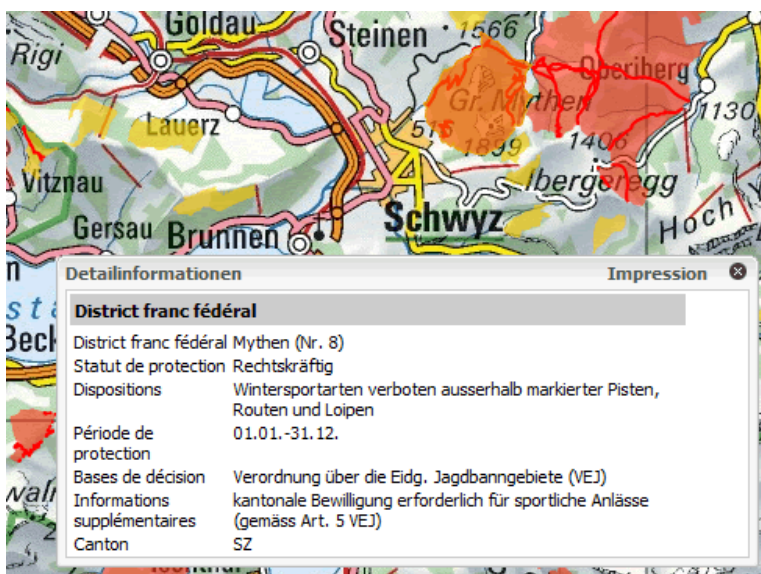 Goldau
Steinen
1566
Rigi
Oberiberg
Gr. Mythen
1130
Lauerz
516
1899
1406
Vitznau
Ibergeregg
Schwyz
Gersau
Brunnen
Hoch
Detailinformationen Impression
District franc fédéral
District franc fédéral Mythen (Nr. 8)
Statut de protection Rechtskräftig
Dispositions Wintersportarten verboten ausserhalb markierter Pisten,
Routen und Loipen
Période de 01.01.-31.12.
protection
Bases de décision Verordnung über die Eidg. Jagdbanngebiete (VEJ)
Informations kantonale Bewilligung erforderlich für sportliche Anlässe
supplémentaires (gemäss Art. 5 VEJ)
Canton SZ